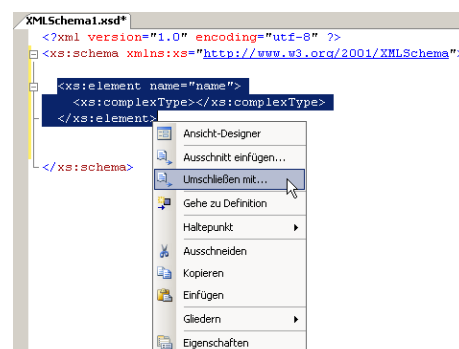 XMLSchema1.xsd*
<?xml version="1.0" encoding="utf-8" ?>
<xs:schema xmlns:xs="http://www.w3.org/2001/XMLSchema"
<xs:element name="name">
<xs:complexType></xs:complexType>
</xs:element>
</xs:schema>
Ansicht-Designer
Ausschnitt einfügen...
Umschließen mit...
Gehe zu Definition
Haltepunkt
Ausschneiden
Kopieren
Einfügen
Gliedern
Eigenschaften